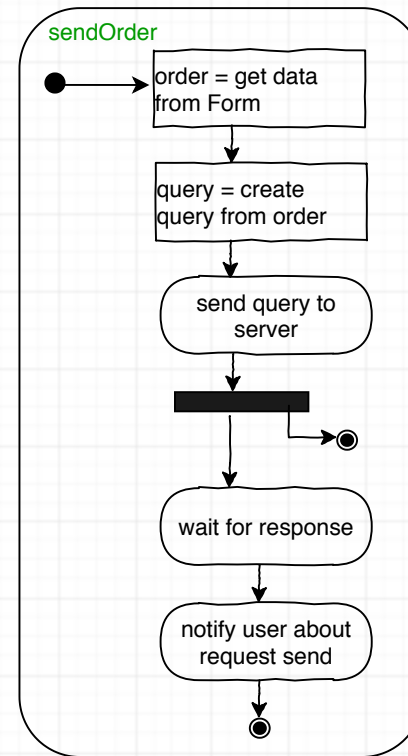 sendOrder
order = get data
from Form
query = create
query from order
send query to
server
wait for response
notify user about
request send